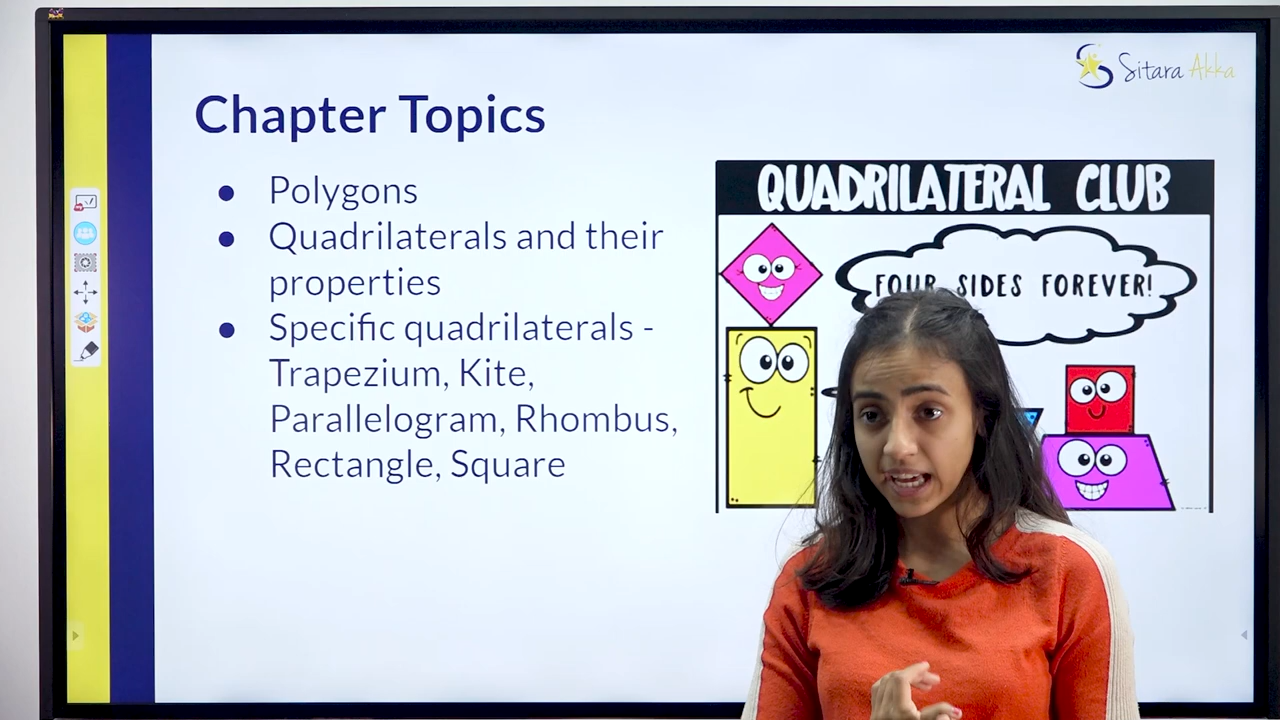 Sitara Akka
Chapter Topics
● Polygons
● Quadrilaterals and their
properties
● Specific quadrilaterals -
Trapezium, Kite,
Parallelogram, Rhombus,
Rectangle, Square
QUADRILATERAL CLUB
FOUR SIDES FOREVER!